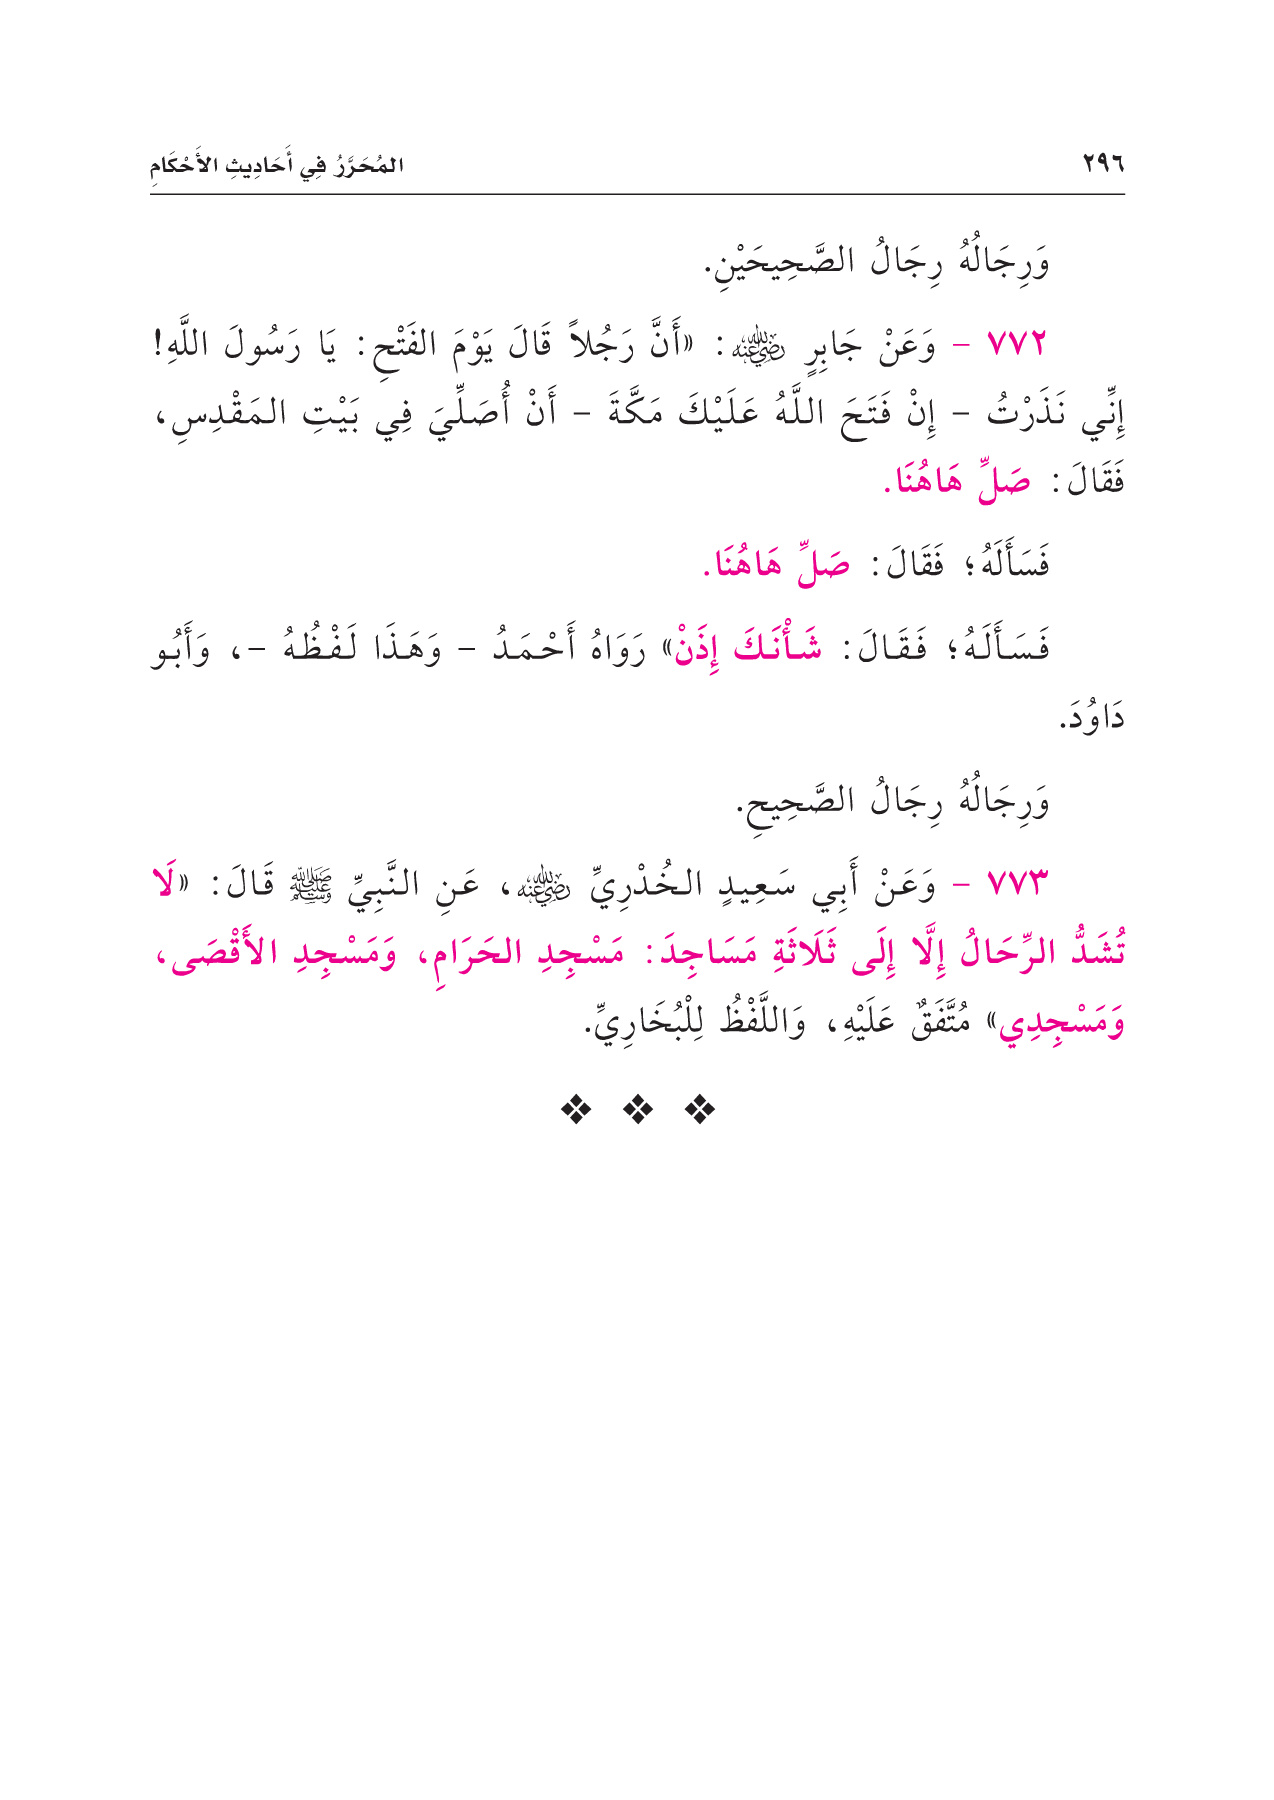 ٢٩٦ المُحَرَّرُ فِي أَحَادِيثِ الأَحْكَامِ
وَرِجَالُهُ رِجَالُ الصَّحِيحَيْنِ.
٧٧٢ - وَعَنْ جَابِرٍ رضي الله عنه: «أَنَّ رَجُلاً قَالَ يَوْمَ الفَتْحِ: يَا رَسُولَ اللَّهِ!
إِنِّي نَذَرْتُ - إِنْ فَتَحَ اللَّهُ عَلَيْكَ مَكَّةَ - أَنْ أُصَلِّيَ فِي بَيْتِ المَقْدِسِ،
فَقَالَ: صَلِّ هَاهُنَا.
فَسَأَلَهُ؛ فَقَالَ: صَلِّ هَاهُنَا.
فَسَأَلَهُ؛ فَقَالَ: شَأْنَكَ إِذَنْ» رَوَاهُ أَحْمَدُ - وَهَذَا لَفْظُهُ -، وَأَبُو
دَاوُدَ.
وَرِجَالُهُ رِجَالُ الصَّحِيحِ.
٧٧٣ - وَعَنْ أَبِي سَعِيدٍ الخُدْرِيِّ رضي الله عنه، عَنِ النَّبِيِّ ﷺ قَالَ: «لَا
تُشَدُّ الرِّحَالُ إِلَّا إِلَى ثَلَاثَةِ مَسَاجِدَ: مَسْجِدِ الحَرَامِ، وَمَسْجِدِ الأَقْصَى،
وَمَسْجِدِي» مُتَّفَقٌ عَلَيْهِ، وَاللَّفْظُ لِلْبُخَارِيِّ.